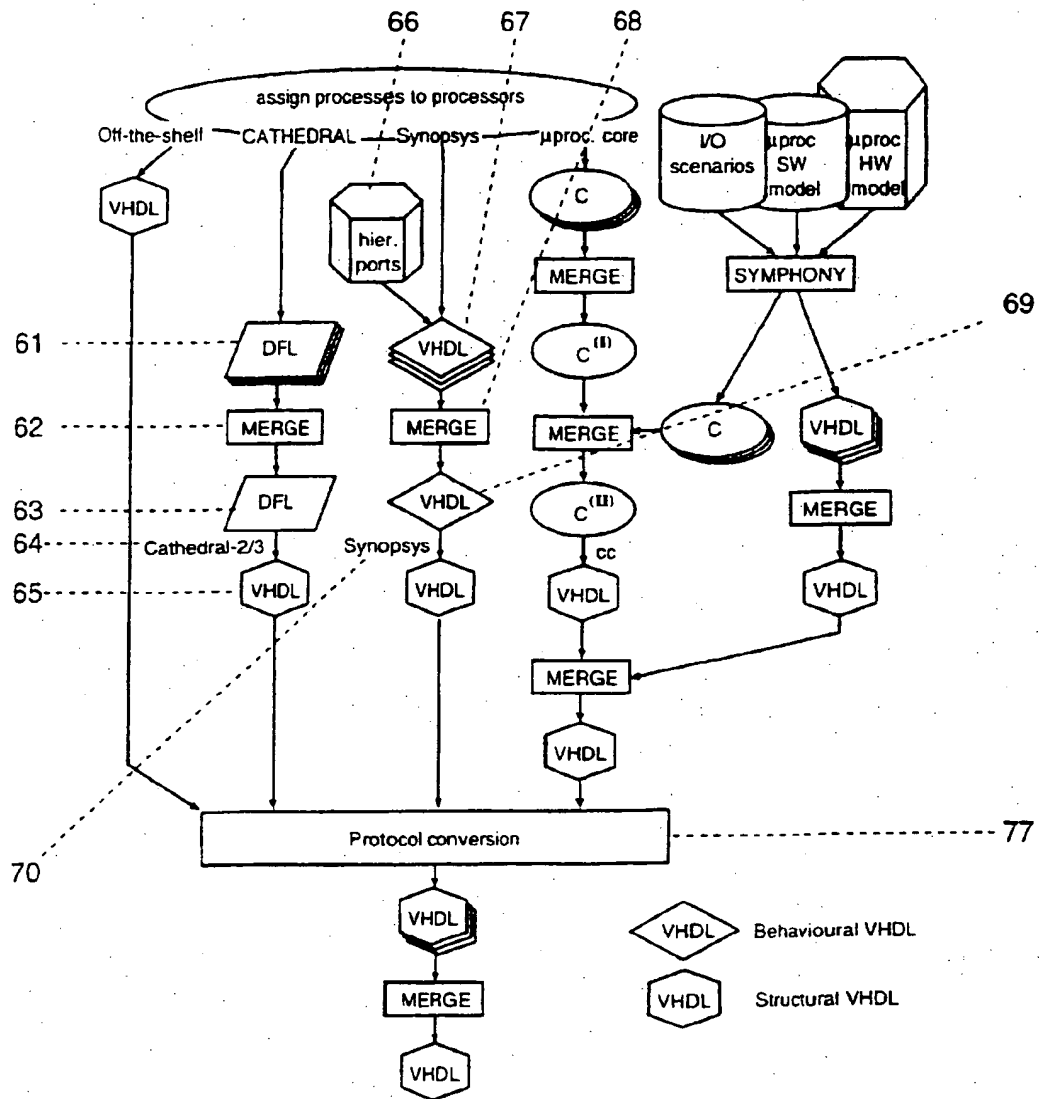 66 67 68
assign processes to processors
Off-the-shelf CATHEDRAL Synopsys µproc. core
I/O scenarios
µproc SW model
µproc HW model
VHDL
C
hier. ports
MERGE
SYMPHONY
69
61
DFL
VHDL
C (II)
62
MERGE
MERGE
MERGE
C
VHDL
63
DFL
VHDL
C (III)
MERGE
64
Cathedral-2/3
Synopsys
cc
65
VHDL
VHDL
VHDL
VHDL
MERGE
VHDL
Protocol conversion
77
70
VHDL
VHDL Behavioural VHDL
MERGE
VHDL Structural VHDL
VHDL